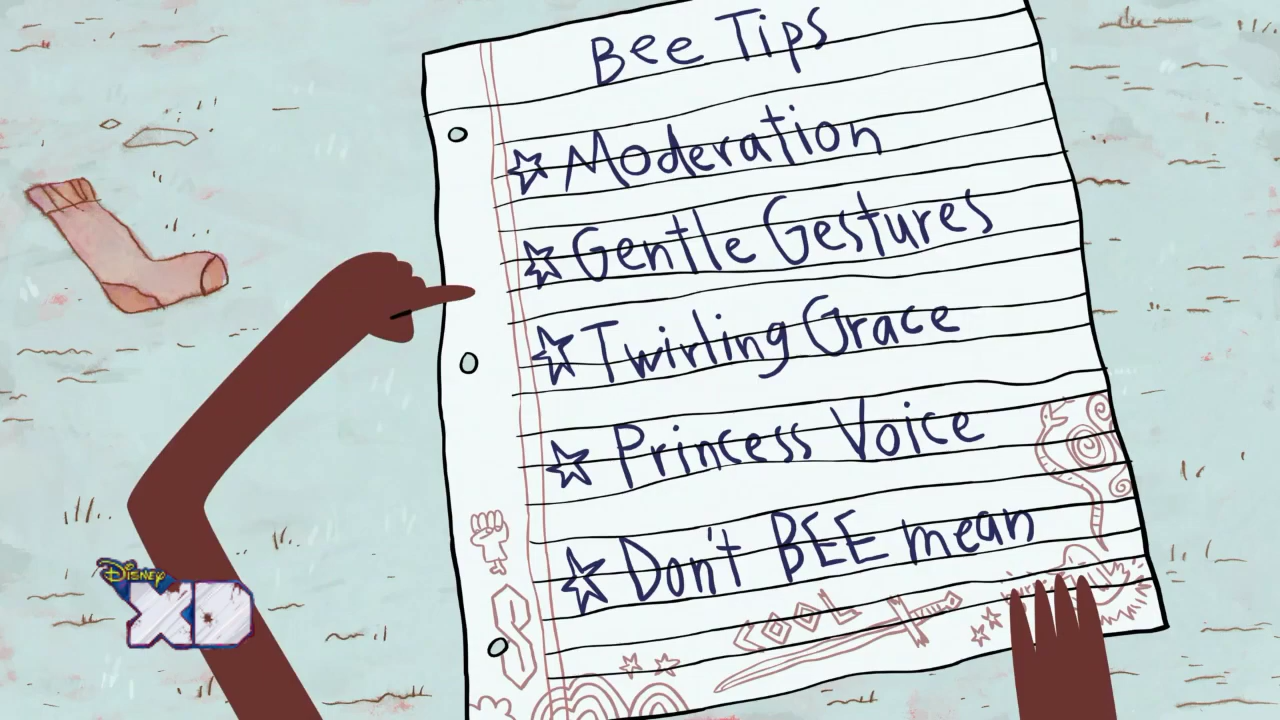 Bee Tips
☆ Moderation
☆ Gentle Gestures
☆ Twirling Grace
☆ Princess Voice
☆ Don't BEE mean
COOL
S
Disney
XD